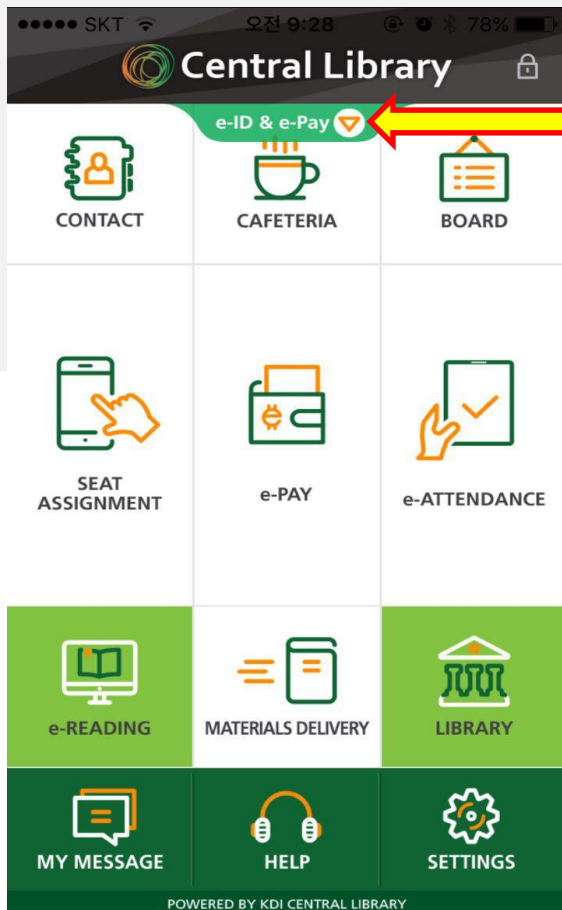 SKT 오전 9:28 78%
Central Library
e-ID & e-Pay
CONTACT
CAFETERIA
BOARD
SEAT
ASSIGNMENT
e-PAY
e-ATTENDANCE
e-READING
MATERIALS DELIVERY
LIBRARY
MY MESSAGE
HELP
SETTINGS
POWERED BY KDI CENTRAL LIBRARY